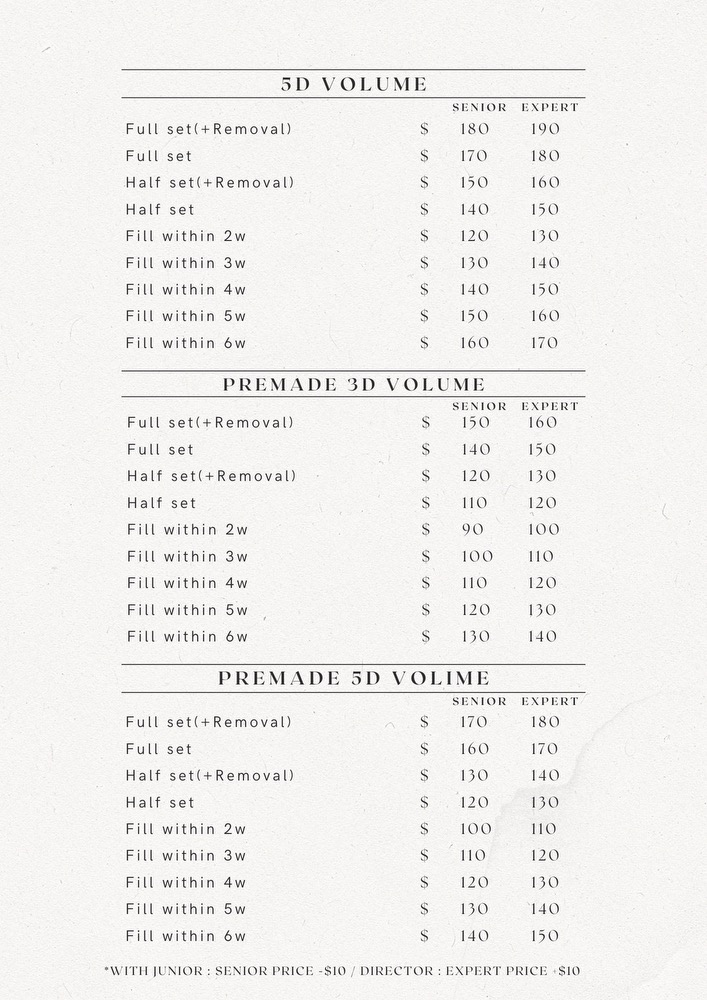 5D VOLUME
SENIOR EXPERT
Full set(+Removal) $ 180 190
Full set $ 170 180
Half set(+Removal) $ 150 160
Half set $ 140 150
Fill within 2w $ 120 130
Fill within 3w $ 130 140
Fill within 4w $ 140 150
Fill within 5w $ 150 160
Fill within 6w $ 160 170
PREMADE 3D VOLUME
SENIOR EXPERT
Full set(+Removal) $ 150 160
Full set $ 140 150
Half set(+Removal) $ 120 130
Half set $ 110 120
Fill within 2w $ 90 100
Fill within 3w $ 100 110
Fill within 4w $ 110 120
Fill within 5w $ 120 130
Fill within 6w $ 130 140
PREMADE 5D VOLIME
SENIOR EXPERT
Full set(+Removal) $ 170 180
Full set $ 160 170
Half set(+Removal) $ 130 140
Half set $ 120 130
Fill within 2w $ 100 110
Fill within 3w $ 110 120
Fill within 4w $ 120 130
Fill within 5w $ 130 140
Fill within 6w $ 140 150
*WITH JUNIOR : SENIOR PRICE -$10 / DIRECTOR : EXPERT PRICE +$10